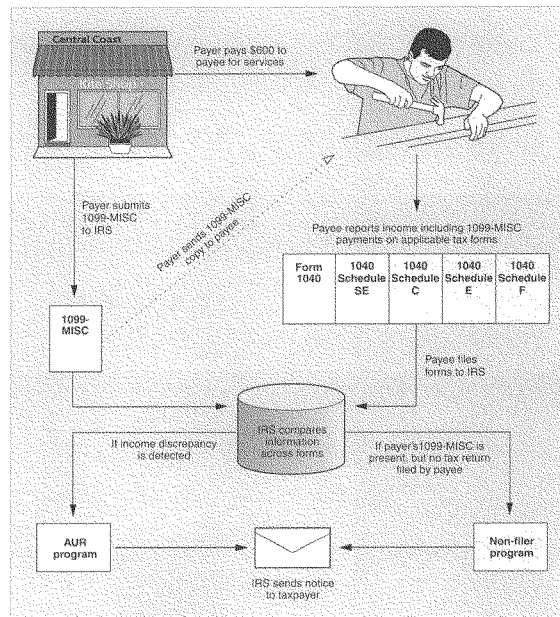 Central Coast
Kite Shop
Payer pays $600 to
payee for services
Payer submits
1099-MISC
to IRS
Payer sends 1099-MISC
copy to payee
Payee reports income including 1099-MISC
payments on applicable tax forms
Form
1040
1040
Schedule
SE
1040
Schedule
C
1040
Schedule
E
1040
Schedule
F
1099-
MISC
Payee files
forms to IRS
IRS compares
information
across forms
If income discrepancy
is detected
If payer's 1099-MISC is
present, but no tax return
filed by payee
AUR
program
Non-filer
program
IRS sends notice
to taxpayer